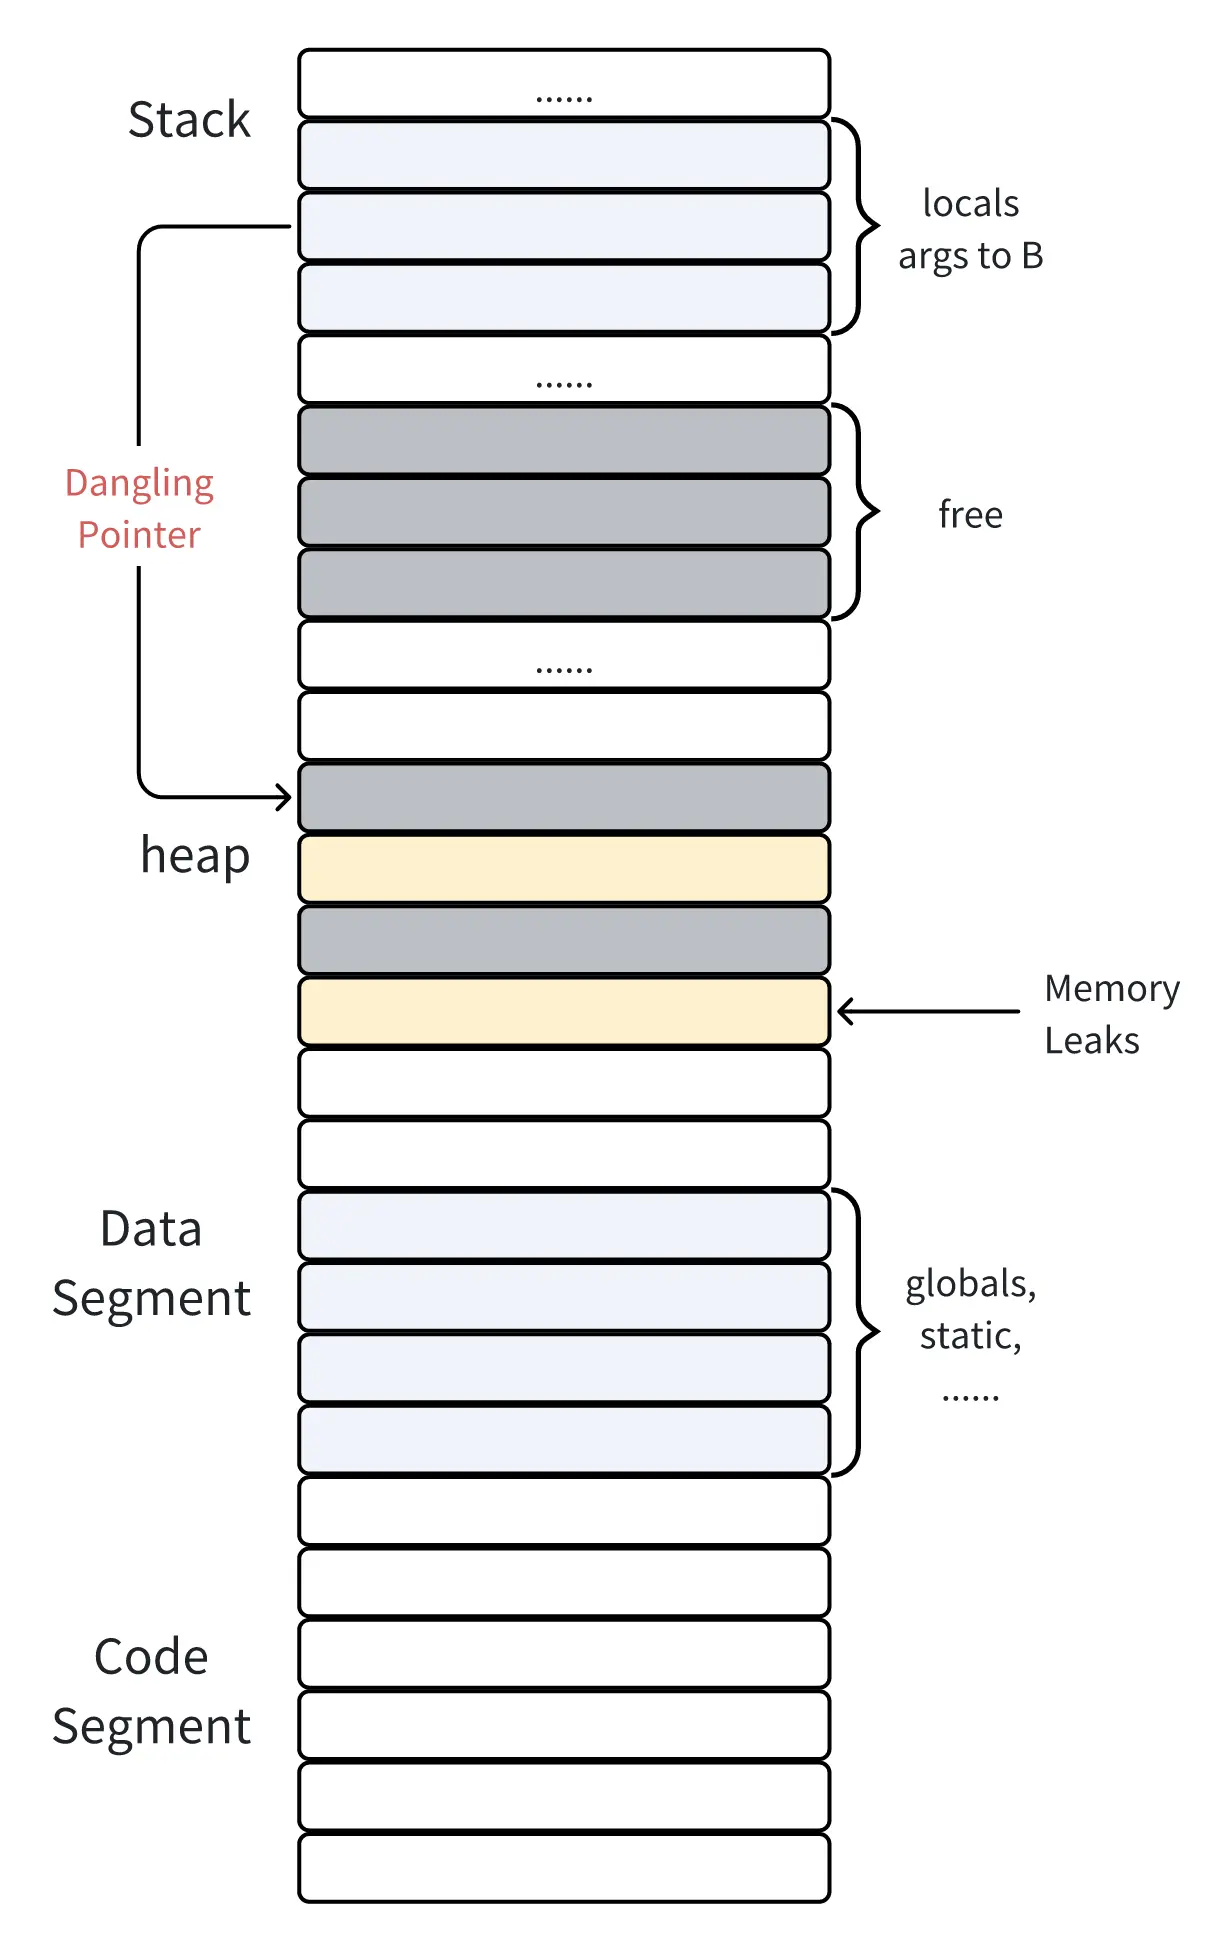 ......
Stack
locals
args to B
......
Dangling
Pointer
free
......
heap
Memory
Leaks
Data
Segment
globals,
static,
......
Code
Segment